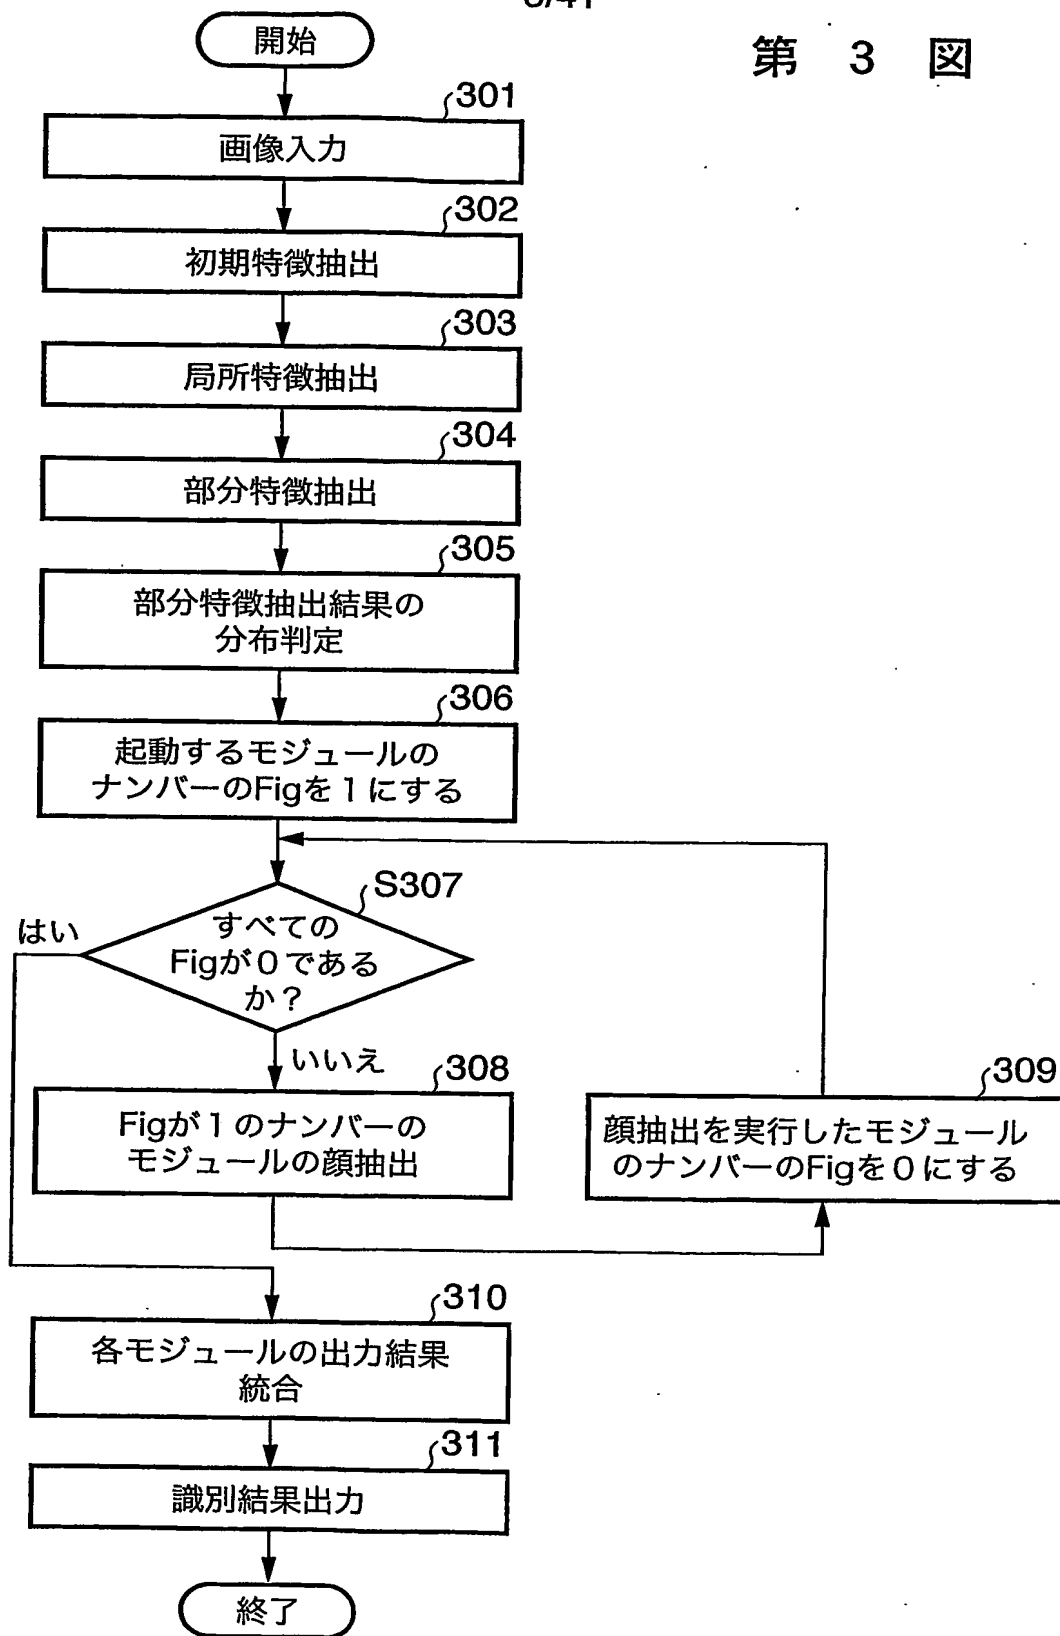 第 3 図
開始
301
画像入力
302
初期特徴抽出
303
局所特徴抽出
304
部分特徴抽出
305
部分特徴抽出結果の
分布判定
306
起動するモジュールの
ナンバーのFigを1にする
S307
すべての
Figが0である
か?
はい
いいえ
308
Figが1のナンバーの
モジュールの顔抽出
309
顔抽出を実行したモジュール
のナンバーのFigを0にする
310
各モジュールの出力結果
統合
311
識別結果出力
終了